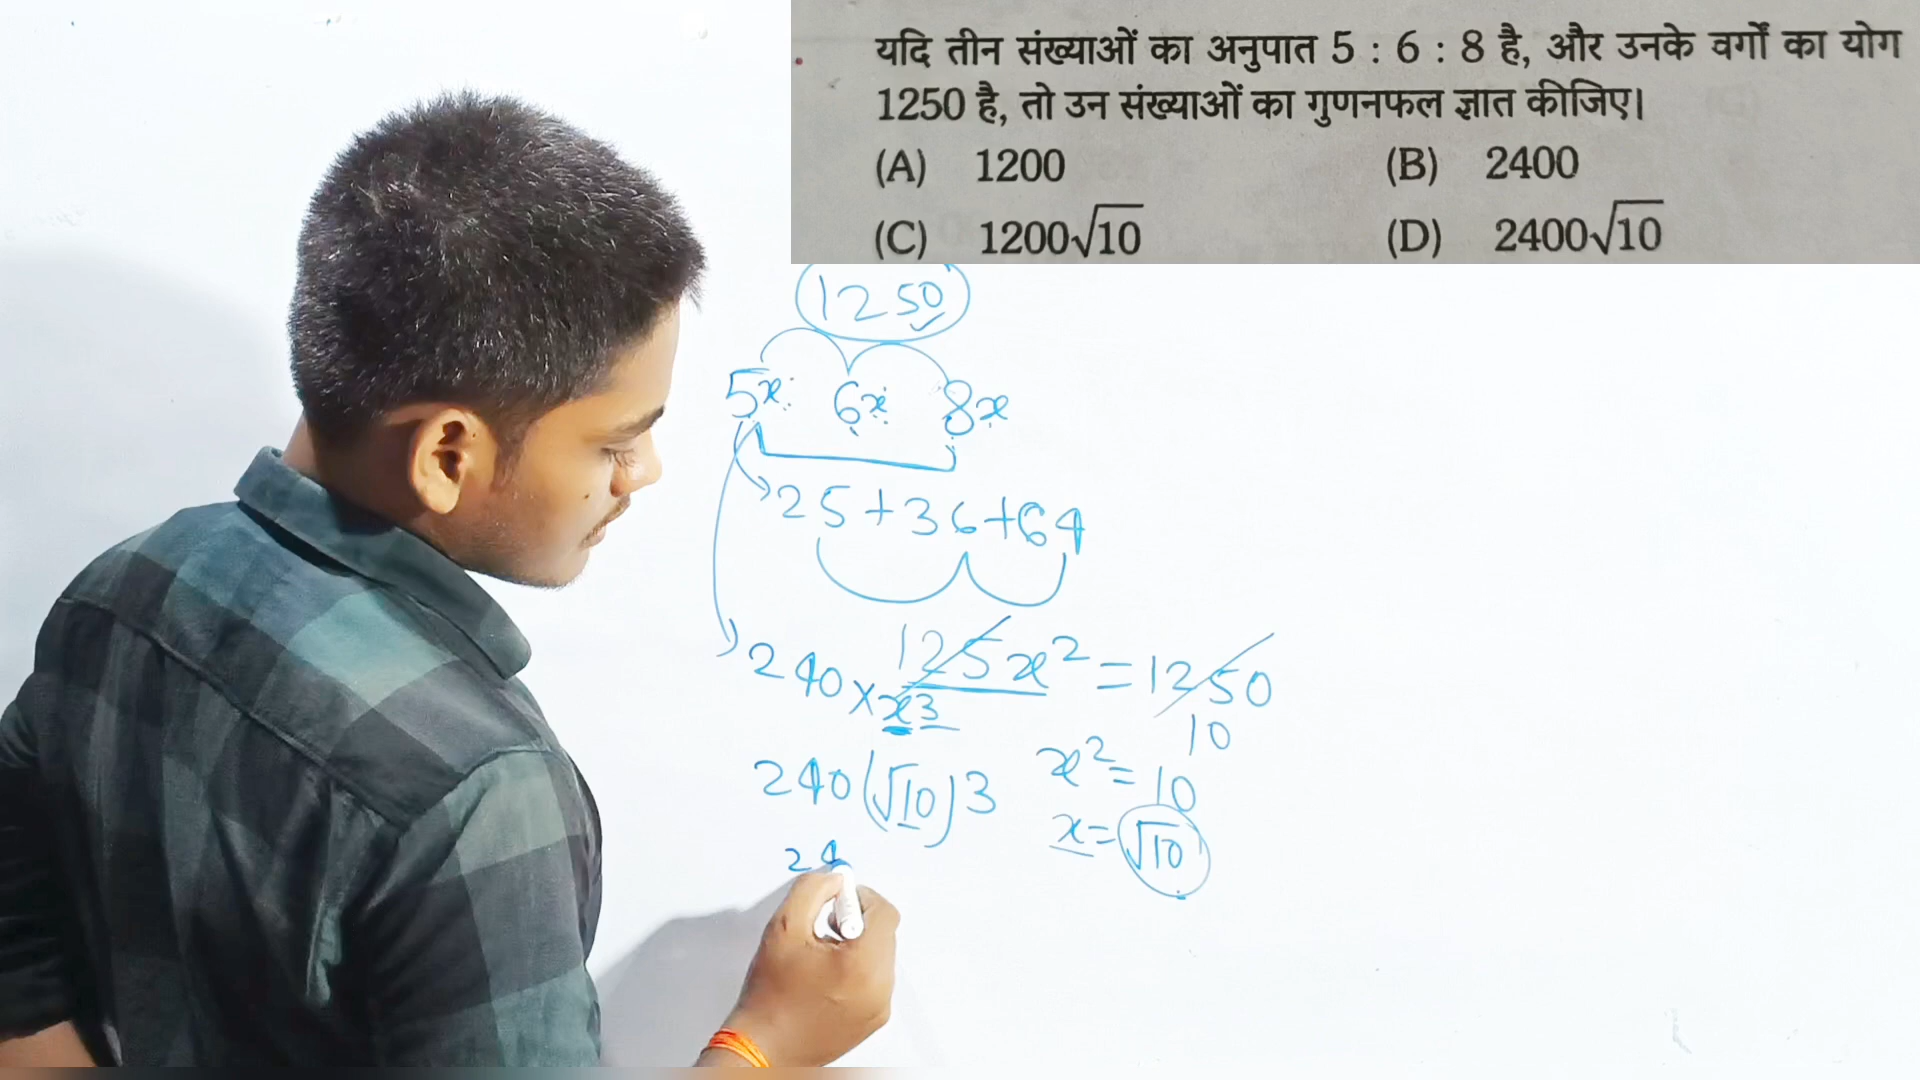 यदि तीन संख्याओं का अनुपात 5 : 6 : 8 है, और उनके वर्गों का योग
1250 है, तो उन संख्याओं का गुणनफल ज्ञात कीजिए।
(A) 1200 (B) 2400
(C) 1200√10 (D) 2400√10
1250
5x : 6x : 8x
25+36+64
125x² = 1250
240×x3
10
x² = 10
240(√10)3
x = √10
24